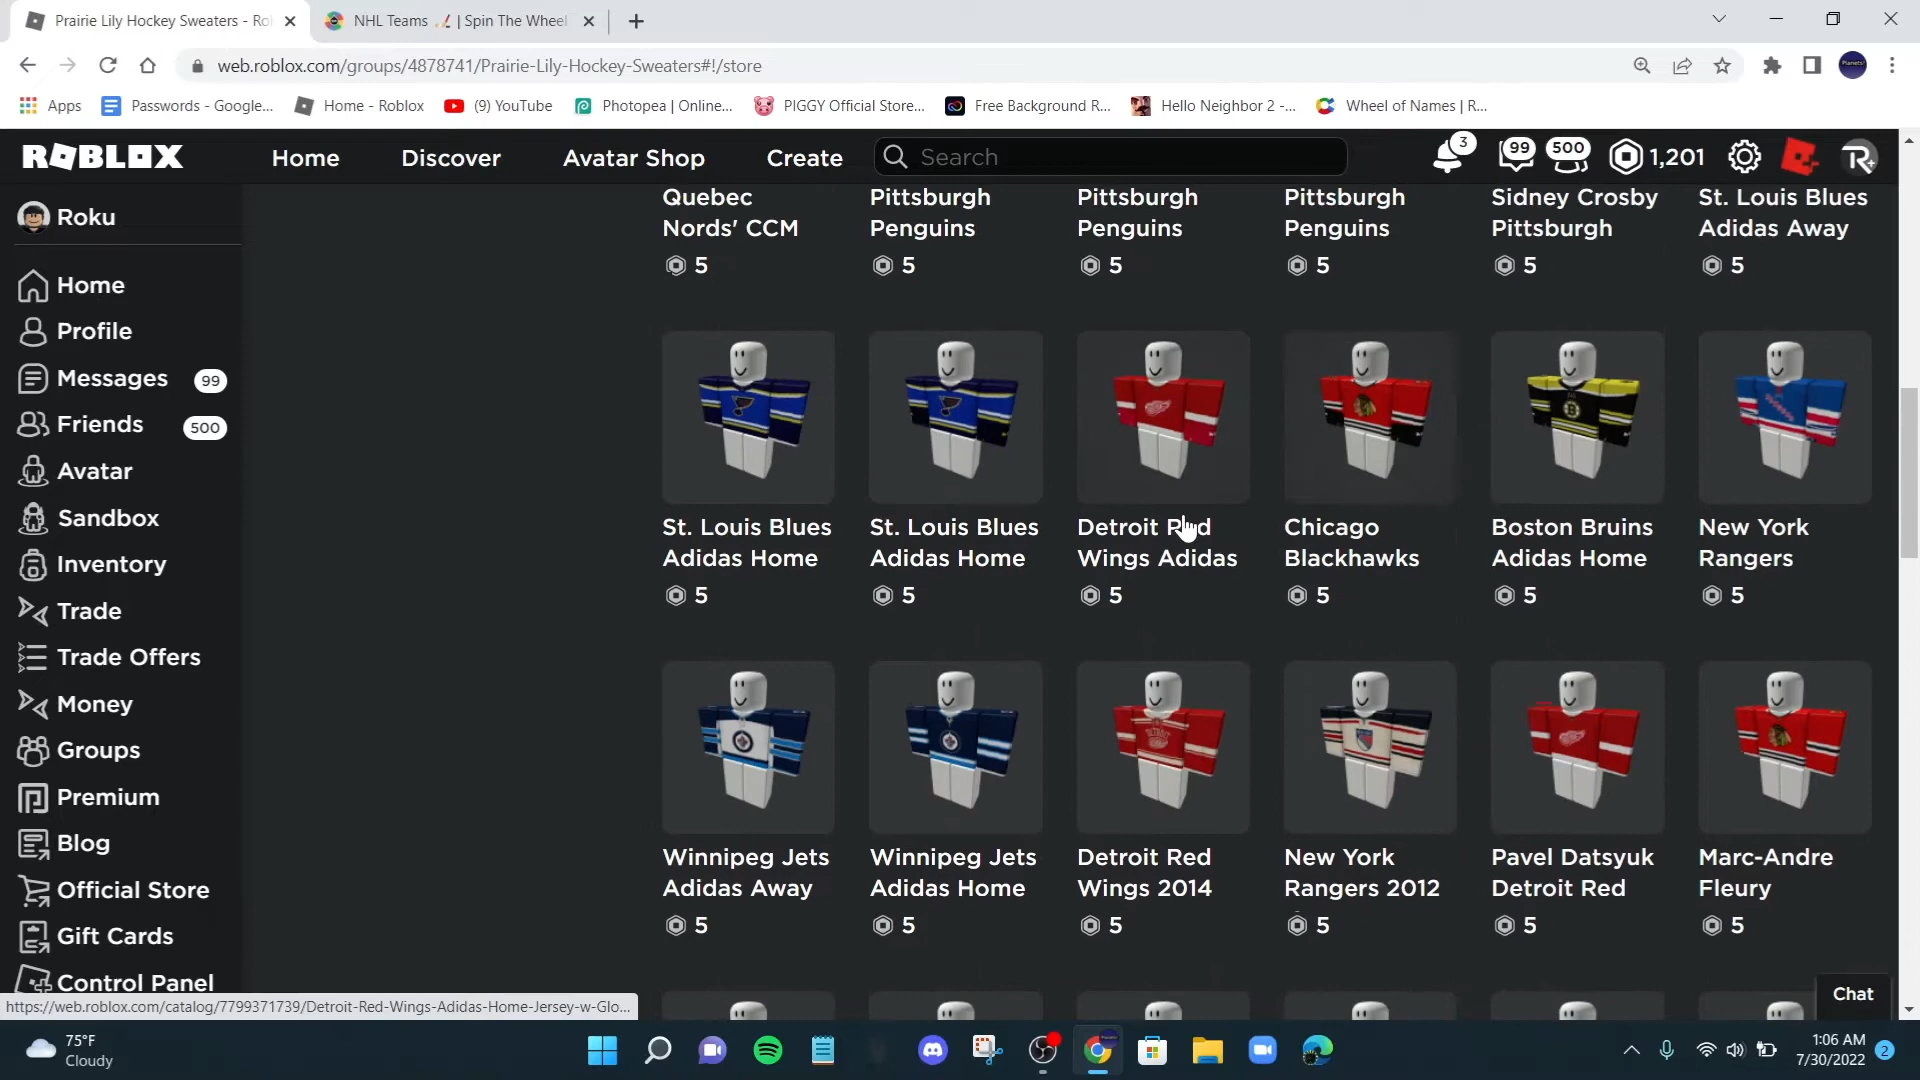 Prairie Lily Hockey Sweaters - Ro
NHL Teams 🏒 | Spin The Wheel
web.roblox.com/groups/4878741/Prairie-Lily-Hockey-Sweaters#!/store
Apps
Passwords - Google...
Home - Roblox
(9) YouTube
Photopea | Online...
PIGGY Official Store...
Free Background R...
Hello Neighbor 2 -...
Wheel of Names | R...
ROBLOX
Home
Discover
Avatar Shop
Create
Search
3
99
500
1,201
Roku
Home
Profile
Messages 99
Friends 500
Avatar
Sandbox
Inventory
Trade
Trade Offers
Money
Groups
Premium
Blog
Official Store
Gift Cards
Control Panel
Quebec
Nords' CCM
5
Pittsburgh
Penguins
5
Pittsburgh
Penguins
5
Pittsburgh
Penguins
5
Sidney Crosby
Pittsburgh
5
St. Louis Blues
Adidas Away
5
St. Louis Blues
Adidas Home
5
St. Louis Blues
Adidas Home
5
Detroit Red
Wings Adidas
5
Chicago
Blackhawks
5
Boston Bruins
Adidas Home
5
New York
Rangers
5
Winnipeg Jets
Adidas Away
5
Winnipeg Jets
Adidas Home
5
Detroit Red
Wings 2014
5
New York
Rangers 2012
5
Pavel Datsyuk
Detroit Red
5
Marc-Andre
Fleury
5
Chat
https://web.roblox.com/catalog/7799371739/Detroit-Red-Wings-Adidas-Home-Jersey-w-Glo...
75°F
Cloudy
1:06 AM
7/30/2022
2